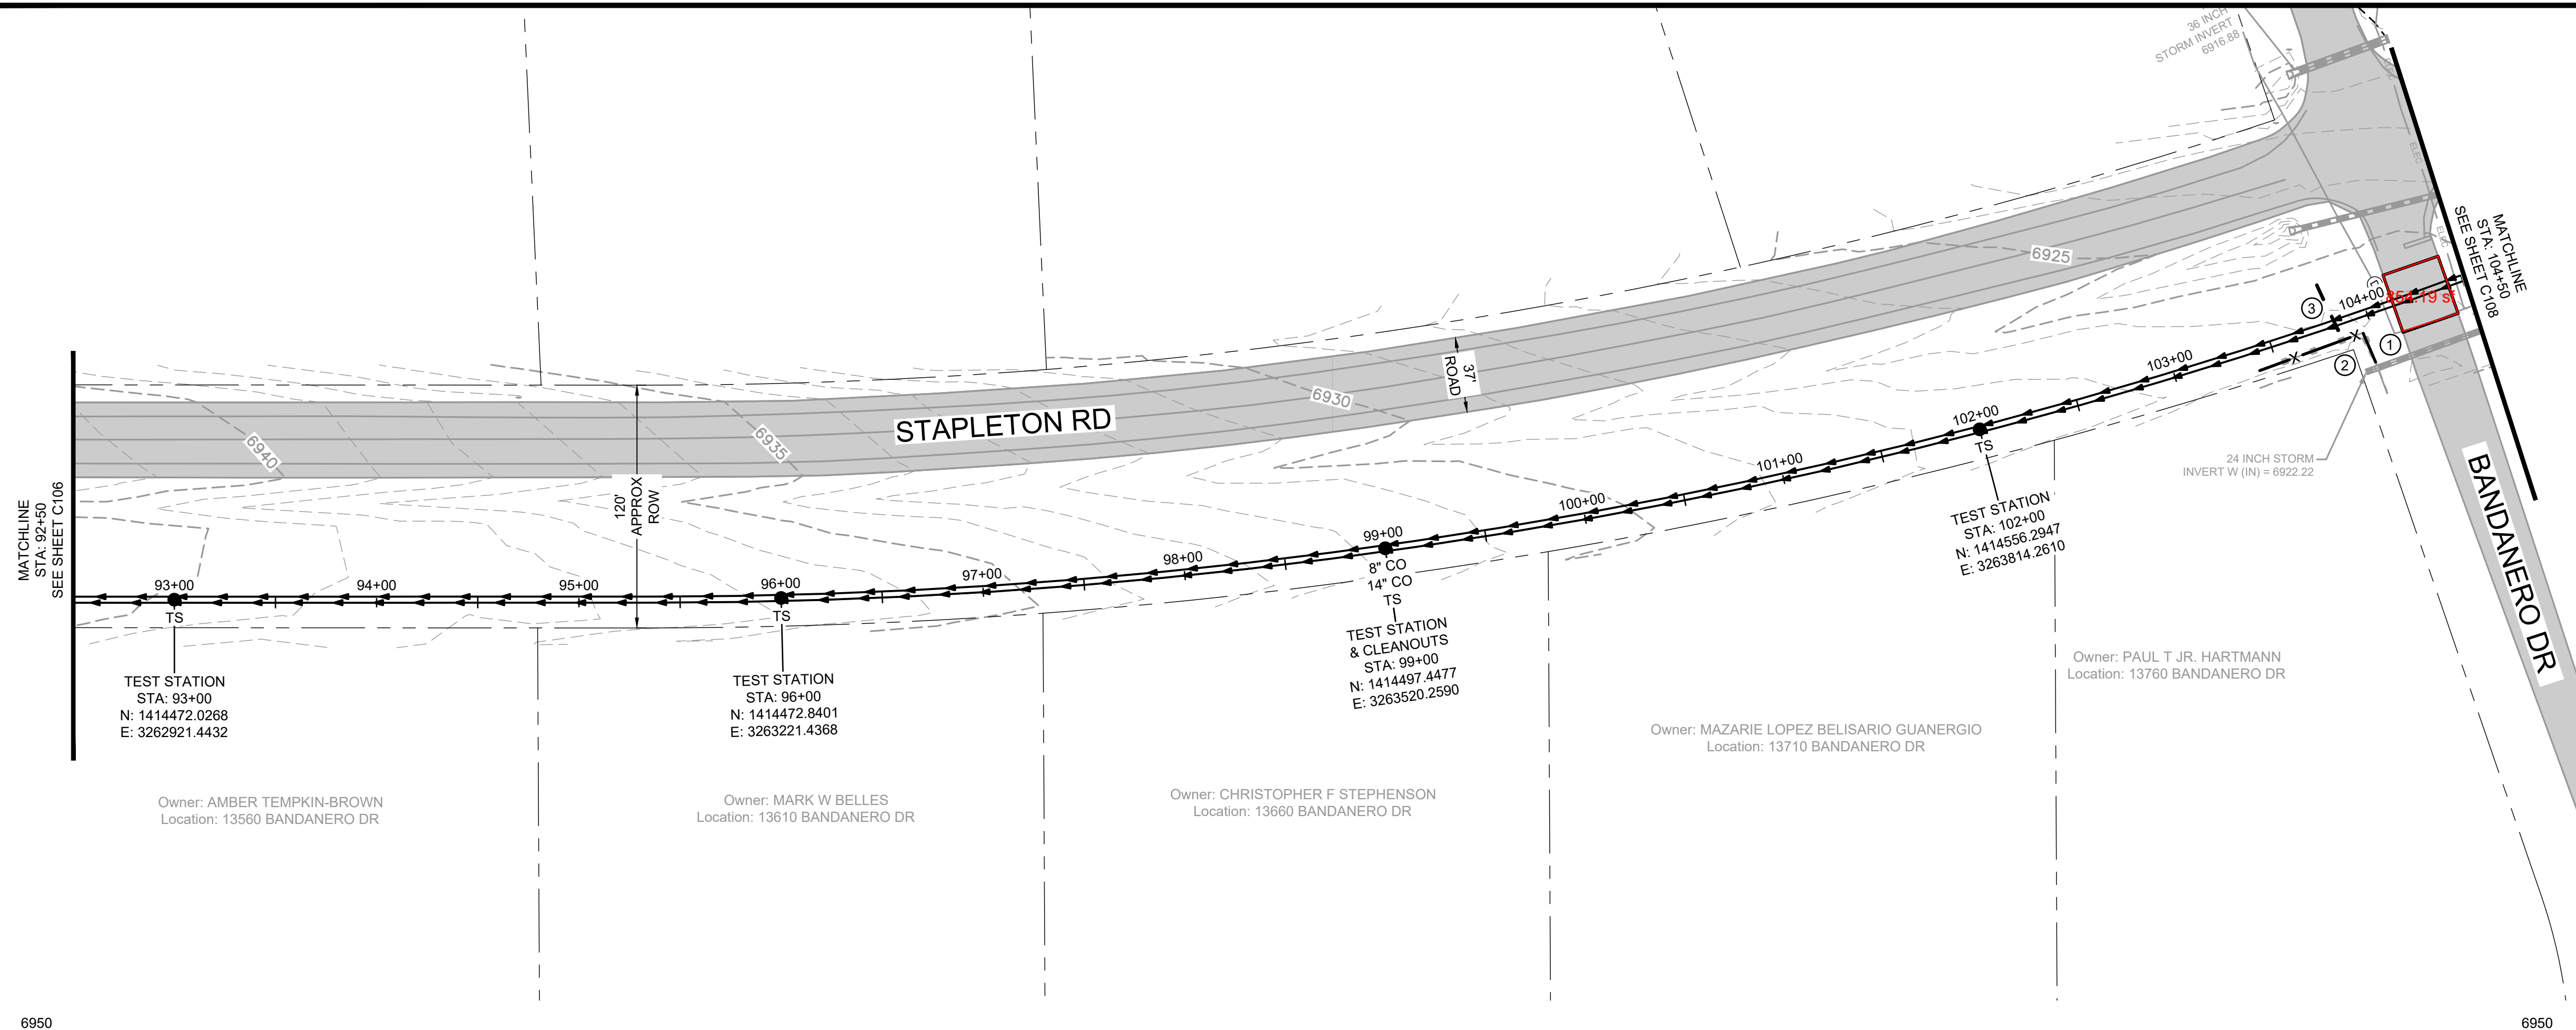 36 INCH
STORM INVERT
6916.88
ELEC
ELEC
MATCHLINE
STA: 104+50
SEE SHEET C108
6925
3
104+00
854.19 sf
1
2
103+00
102+00
TS
TEST STATION
STA: 102+00
N: 1414556.2947
E: 3263814.2610
24 INCH STORM
INVERT W (IN) = 6922.22
BANDANERO DR
101+00
100+00
37'
ROAD
6930
STAPLETON RD
6935
6940
120'
APPROX
ROW
MATCHLINE
STA: 92+50
SEE SHEET C106
93+00
94+00
95+00
96+00
97+00
98+00
99+00
8" CO
14" CO
TS
TEST STATION
& CLEANOUTS
STA: 99+00
N: 1414497.4477
E: 3263520.2590
TS
TEST STATION
STA: 93+00
N: 1414472.0268
E: 3262921.4432
TS
TEST STATION
STA: 96+00
N: 1414472.8401
E: 3263221.4368
Owner: PAUL T JR. HARTMANN
Location: 13760 BANDANERO DR
Owner: MAZARIE LOPEZ BELISARIO GUANERGIO
Location: 13710 BANDANERO DR
Owner: CHRISTOPHER F STEPHENSON
Location: 13660 BANDANERO DR
Owner: MARK W BELLES
Location: 13610 BANDANERO DR
Owner: AMBER TEMPKIN-BROWN
Location: 13560 BANDANERO DR
6950
6950